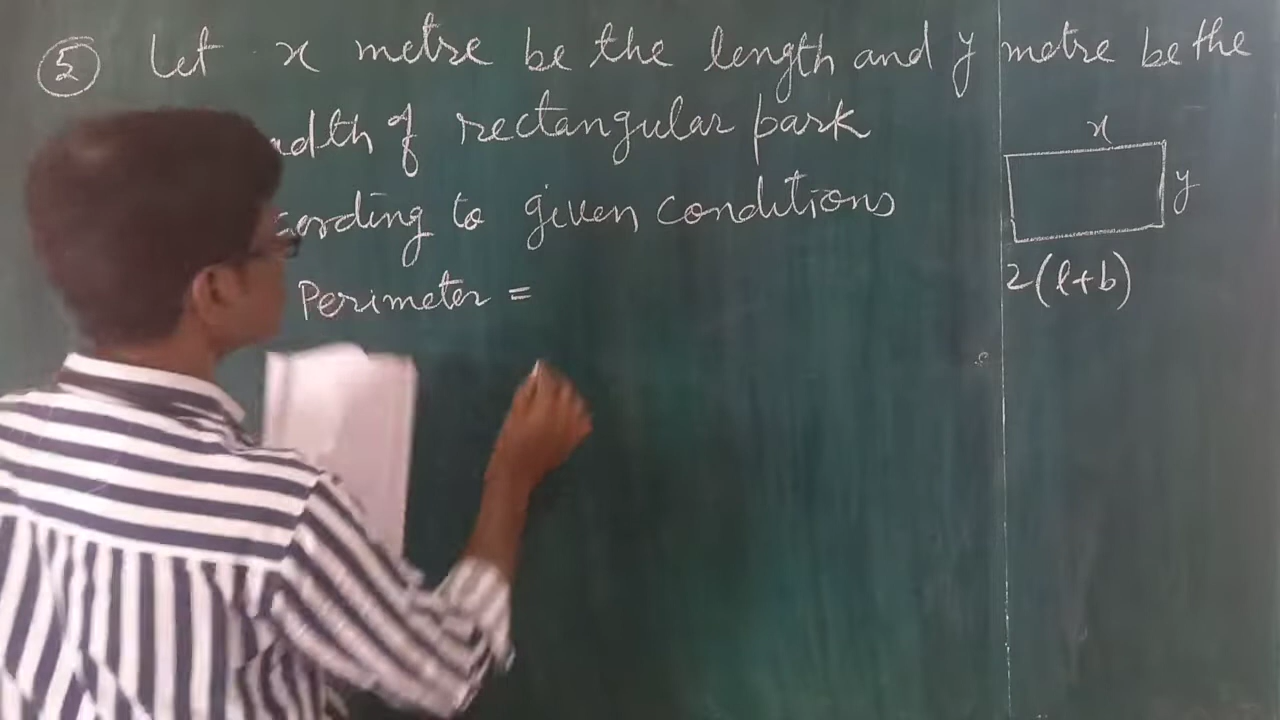 ⑤ Let x metre be the length and y metre be the
adth of rectangular park
cording to given conditions
Perimeter =
x
y
2(l+b)